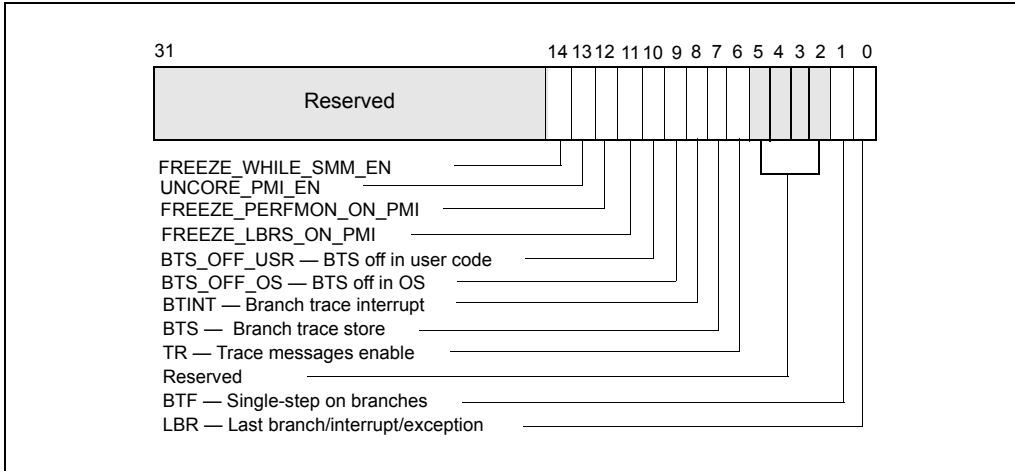 31 14 13 12 11 10 9 8 7 6 5 4 3 2 1 0
Reserved
FREEZE_WHILE_SMM_EN
UNCORE_PMI_EN
FREEZE_PERFMON_ON_PMI
FREEZE_LBRS_ON_PMI
BTS_OFF_USR — BTS off in user code
BTS_OFF_OS — BTS off in OS
BTINT — Branch trace interrupt
BTS — Branch trace store
TR — Trace messages enable
Reserved
BTF — Single-step on branches
LBR — Last branch/interrupt/exception